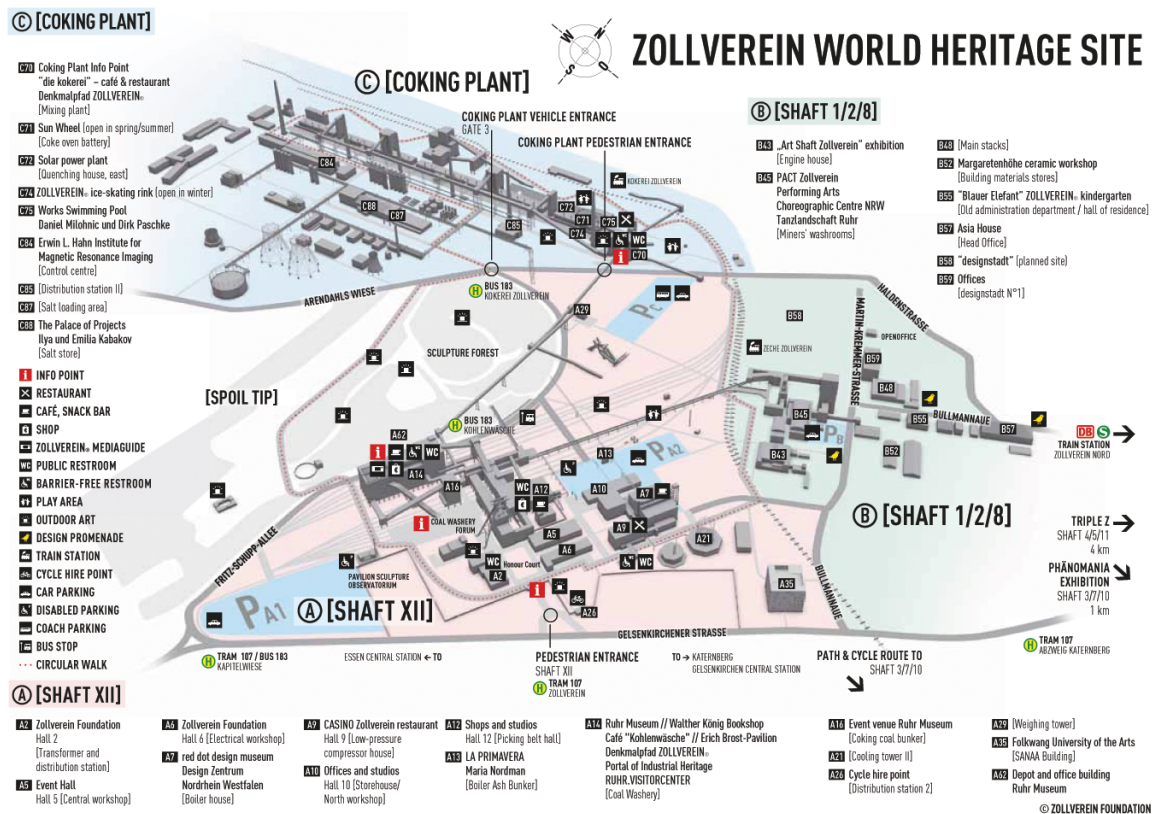 Ⓒ [COKING PLANT]
C70 Coking Plant Info Point
"die kokerei" – café & restaurant
Denkmalpfad ZOLLVEREIN®
[Mixing plant]
C71 Sun Wheel [open in spring/summer]
[Coke oven battery]
C72 Solar power plant
[Quenching house, east]
C74 ZOLLVEREIN® ice-skating rink [open in winter]
C75 Works Swimming Pool
Daniel Milohnic und Dirk Paschke
C84 Erwin L. Hahn Institute for
Magnetic Resonance Imaging
[Control centre]
C85 [Distribution station II]
C87 [Salt loading area]
C88 The Palace of Projects
Ilya und Emilia Kabakov
[Salt store]
i INFO POINT
RESTAURANT
CAFÉ, SNACK BAR
SHOP
ZOLLVEREIN® MEDIAGUIDE
WC PUBLIC RESTROOM
BARRIER-FREE RESTROOM
PLAY AREA
OUTDOOR ART
DESIGN PROMENADE
TRAIN STATION
CYCLE HIRE POINT
CAR PARKING
DISABLED PARKING
COACH PARKING
BUS STOP
CIRCULAR WALK
N
W
S
O
ZOLLVEREIN WORLD HERITAGE SITE
Ⓒ [COKING PLANT]
COKING PLANT VEHICLE ENTRANCE
GATE 3
COKING PLANT PEDESTRIAN ENTRANCE
KOKEREI ZOLLVEREIN
C84
C88
C87
C85
C72
C71
C74
C75
WC
C70
i
ARENDAHLS WIESE
H BUS 183
KOKEREI ZOLLVEREIN
A29
PC
SCULPTURE FOREST
[SPOIL TIP]
H BUS 183
KOHLENWÄSCHE
Ⓑ [SHAFT 1/2/8]
B43 „Art Shaft Zollverein" exhibition
[Engine house]
B45 PACT Zollverein
Performing Arts
Choreographic Centre NRW
Tanzlandschaft Ruhr
[Miners' washrooms]
B48 [Main stacks]
B52 Margaretenhöhe ceramic workshop
[Building materials stores]
B55 "Blauer Elefant" ZOLLVEREIN® kindergarten
[Old administration department / hall of residence]
B57 Asia House
[Head Office]
B58 "designstadt" (planned site)
B59 Offices
[designstadt N°1]
B58
ZECHE ZOLLVEREIN
MARTIN-KREMMER-STRASSE
HALDENSTRASSE
OPENOFFICE
B59
B48
B45
B55
BULLMANNAUE
B57
PB
B43
B52
DB S
TRAIN STATION
ZOLLVEREIN NORD
Ⓑ [SHAFT 1/2/8]
TRIPLE Z
SHAFT 4/5/11
4 km
PHÄNOMANIA
EXHIBITION
SHAFT 3/7/10
1 km
A62
i
WC
A14
A16
i COAL WASHERY
FORUM
WC A12
A13
PA2
A10
A7
A5
A6
A9
A21
WC
WC
A2
Honour Court
i
A26
A35
PAVILION SCULPTURE
OBSERVATORIUM
FRITZ-SCHUPP-ALLEE
PA1
Ⓐ [SHAFT XII]
BULLMANNAUE
GELSENKIRCHENER STRASSE
H TRAM 107 / BUS 183
KAPITELWIESE
ESSEN CENTRAL STATION ← TO
PEDESTRIAN ENTRANCE
SHAFT XII
H TRAM 107
ZOLLVEREIN
TO → KATERNBERG
GELSENKIRCHEN CENTRAL STATION
PATH & CYCLE ROUTE TO
SHAFT 3/7/10
H TRAM 107
ABZWEIG KATERNBERG
Ⓐ [SHAFT XII]
A2 Zollverein Foundation
Hall 2
[Transformer and
distribution station]
A5 Event Hall
Hall 5 [Central workshop]
A6 Zollverein Foundation
Hall 6 [Electrical workshop]
A7 red dot design museum
Design Zentrum
Nordrhein Westfalen
[Boiler house]
A9 CASINO Zollverein restaurant
Hall 9 [Low-pressure
compressor house]
A10 Offices and studios
Hall 10 [Storehouse/
North workshop]
A12 Shops and studios
Hall 12 [Picking belt hall]
A13 LA PRIMAVERA
Maria Nordman
[Boiler Ash Bunker]
A14 Ruhr Museum // Walther König Bookshop
Café "Kohlenwäsche" // Erich Brost-Pavilion
Denkmalpfad ZOLLVEREIN®
Portal of Industrial Heritage
RUHR.VISITORCENTER
[Coal Washery]
A16 Event venue Ruhr Museum
[Coking coal bunker]
A21 [Cooling tower II]
A26 Cycle hire point
[Distribution station 2]
A29 [Weighing tower]
A35 Folkwang University of the Arts
[SANAA Building]
A62 Depot and office building
Ruhr Museum
© ZOLLVEREIN FOUNDATION